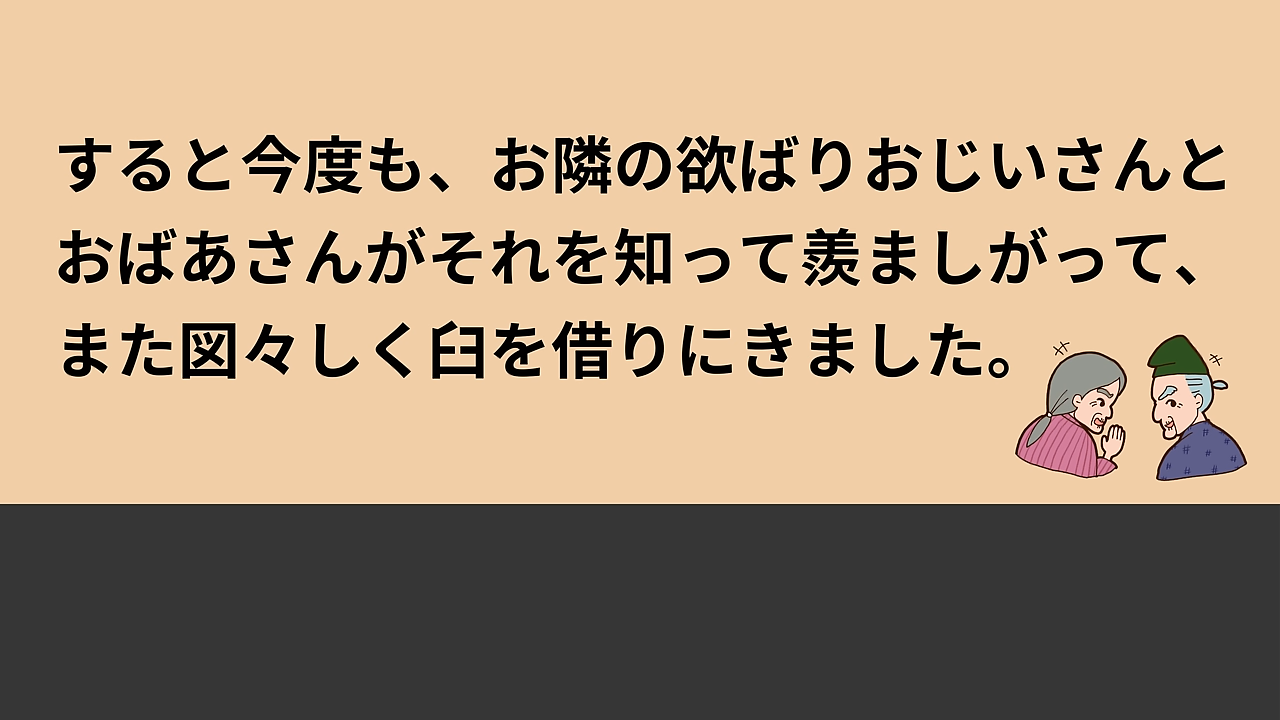 すると今度も、お隣の欲ばりおじいさんと
おばあさんがそれを知って羨ましがって、
また図々しく臼を借りにきました。